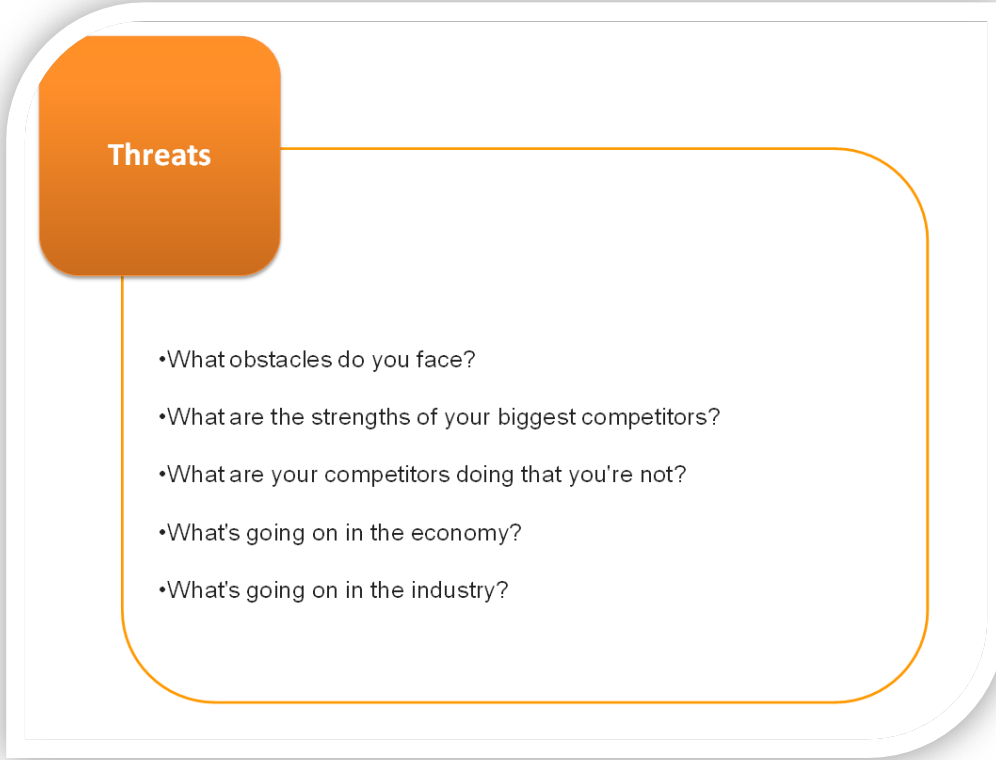 Threats
•What obstacles do you face?
•What are the strengths of your biggest competitors?
•What are your competitors doing that you're not?
•What's going on in the economy?
•What's going on in the industry?